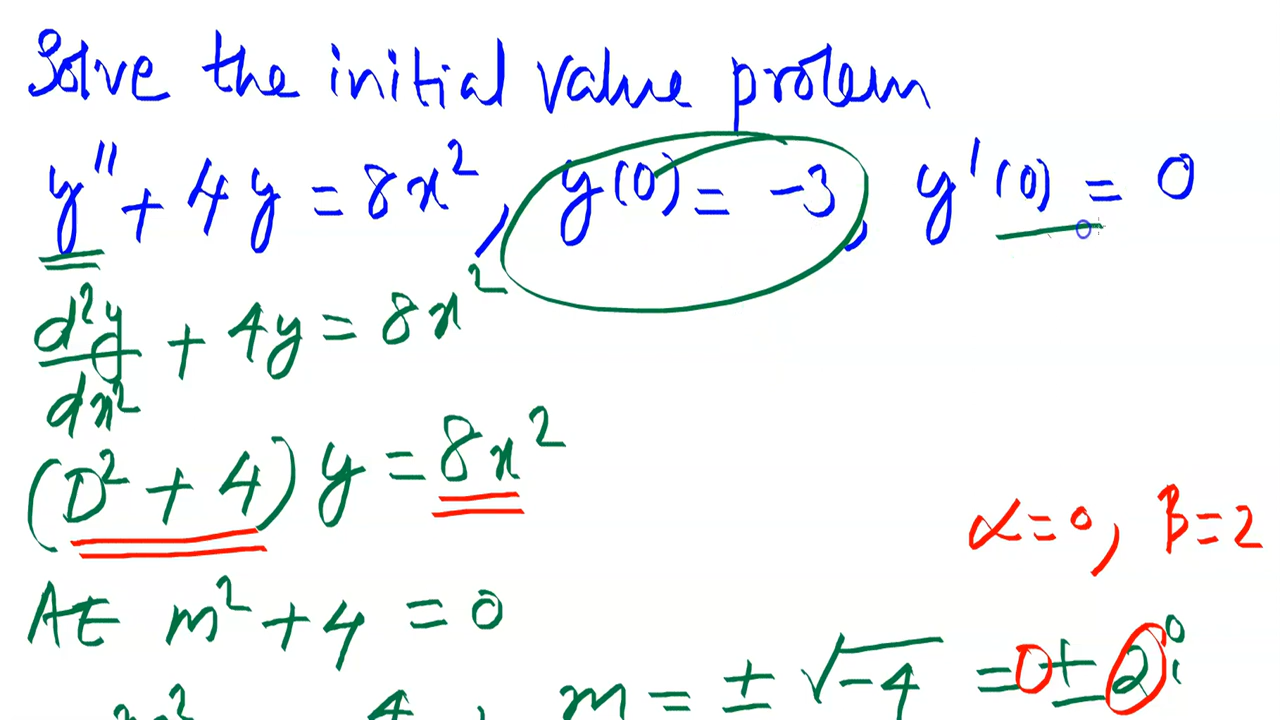 Solve the initial value prolem
y'' + 4y = 8x², y(0) = -3, y'(0) = 0
d²y/dx² + 4y = 8x²
(D² + 4) y = 8x²
α=0, β=2
AE m² + 4 = 0
m = ± √-4 = 0 ± 2i